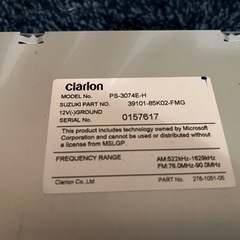 clarion
MODEL No. PS-3074E-H
SUZUKI PART NO. 39101-85K02-FMG
12V(-)GROUND
SERIAL NO. 0157617
This product includes technology owned by Microsoft
Corporation and cannot be used or distributed without
a license from MSLGP.
FREQUENCY RANGE AM:522kHz-1629kHz
FM:76.0MHz-90.0MHz
Clarion Co.,Ltd 276-1051-05